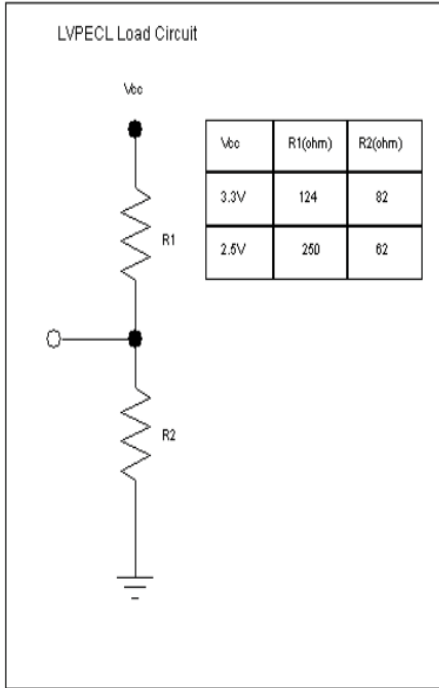 LVPECL Load Circuit
Vcc
Vcc R1(ohm) R2(ohm)
3.3V 124 82
2.5V 250 62
R1
R2